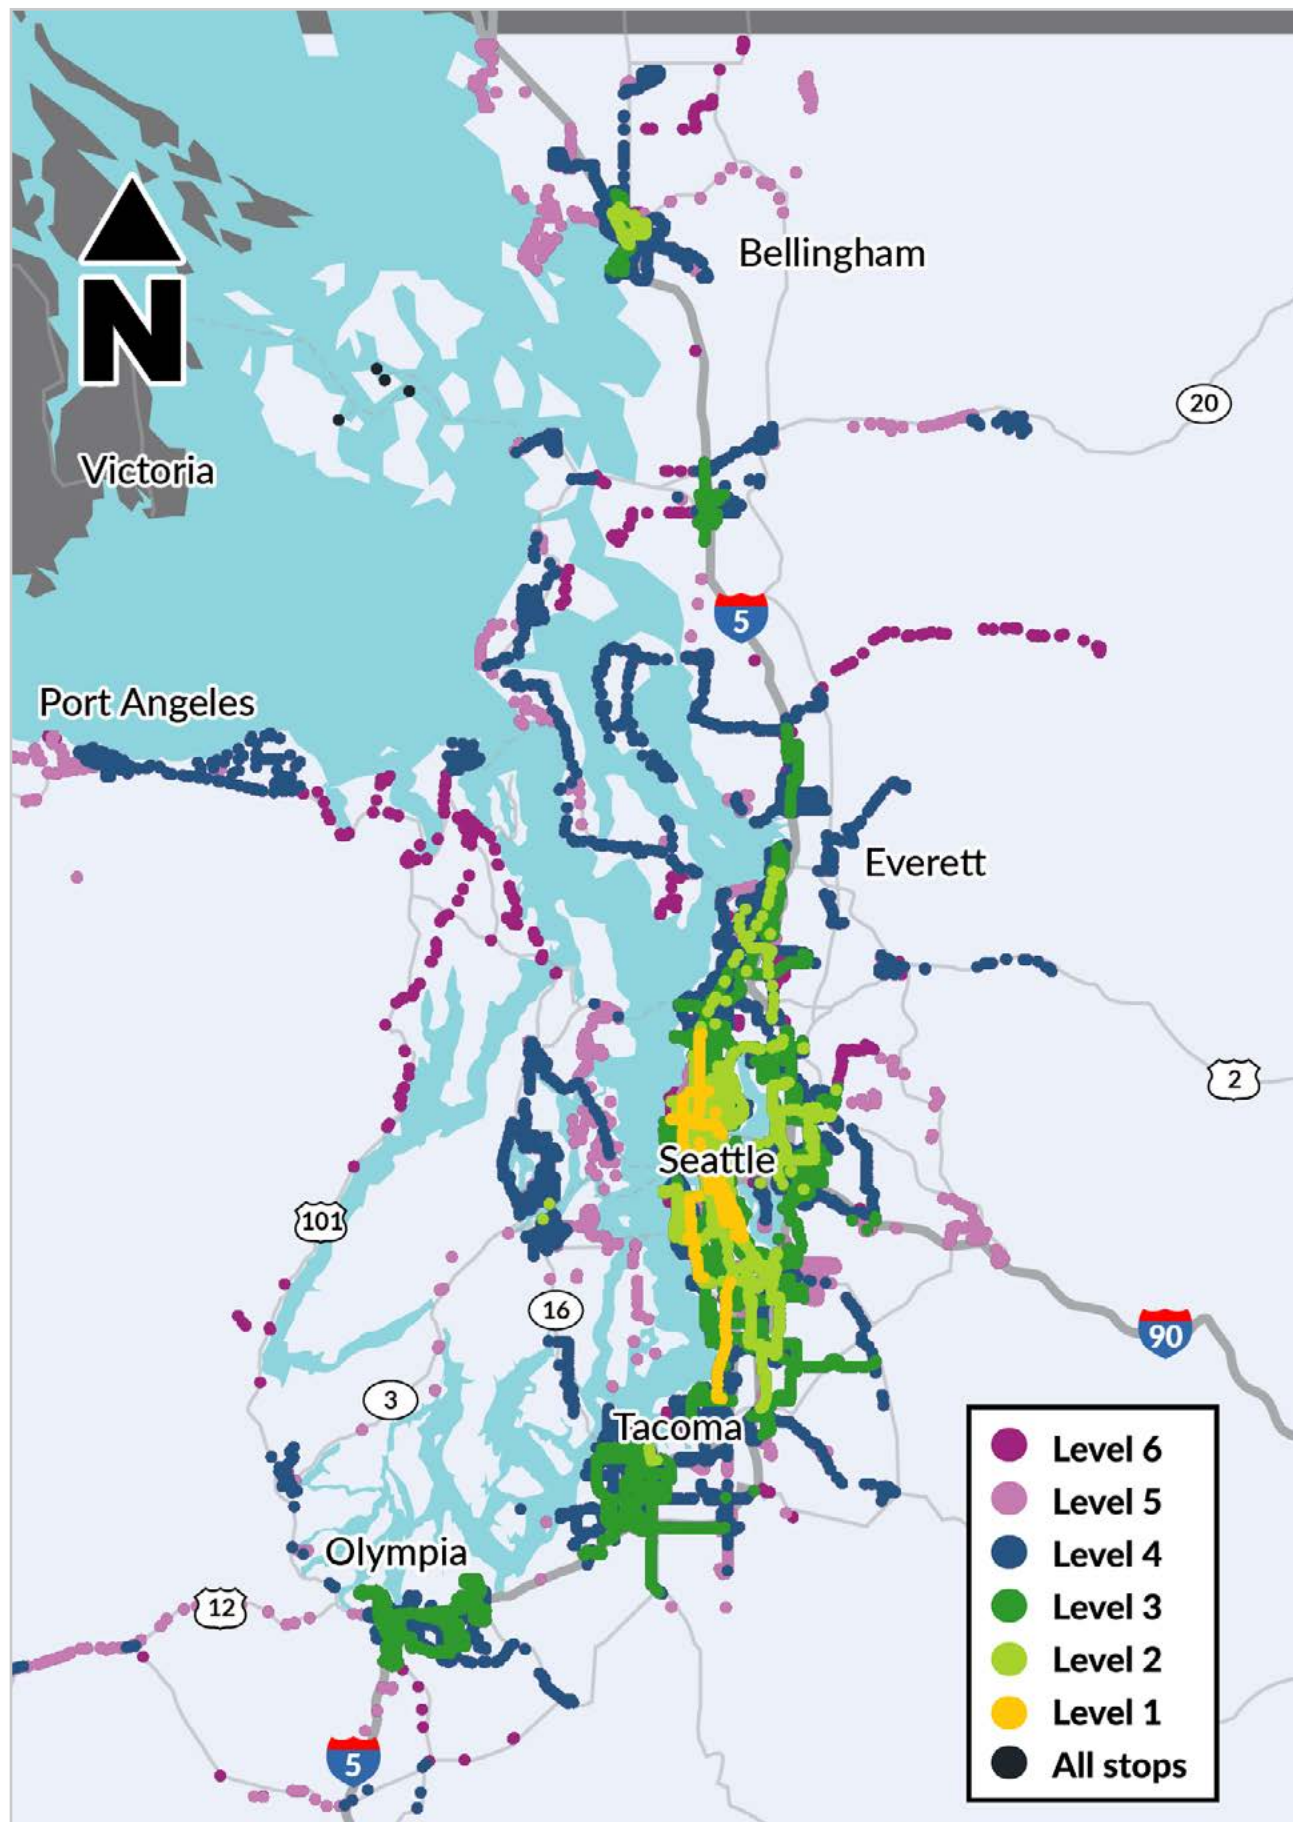 Bellingham
N
20
Victoria
5
Port Angeles
Everett
2
Seattle
101
16
90
3
Tacoma
Olympia
12
5
Level 6
Level 5
Level 4
Level 3
Level 2
Level 1
All stops